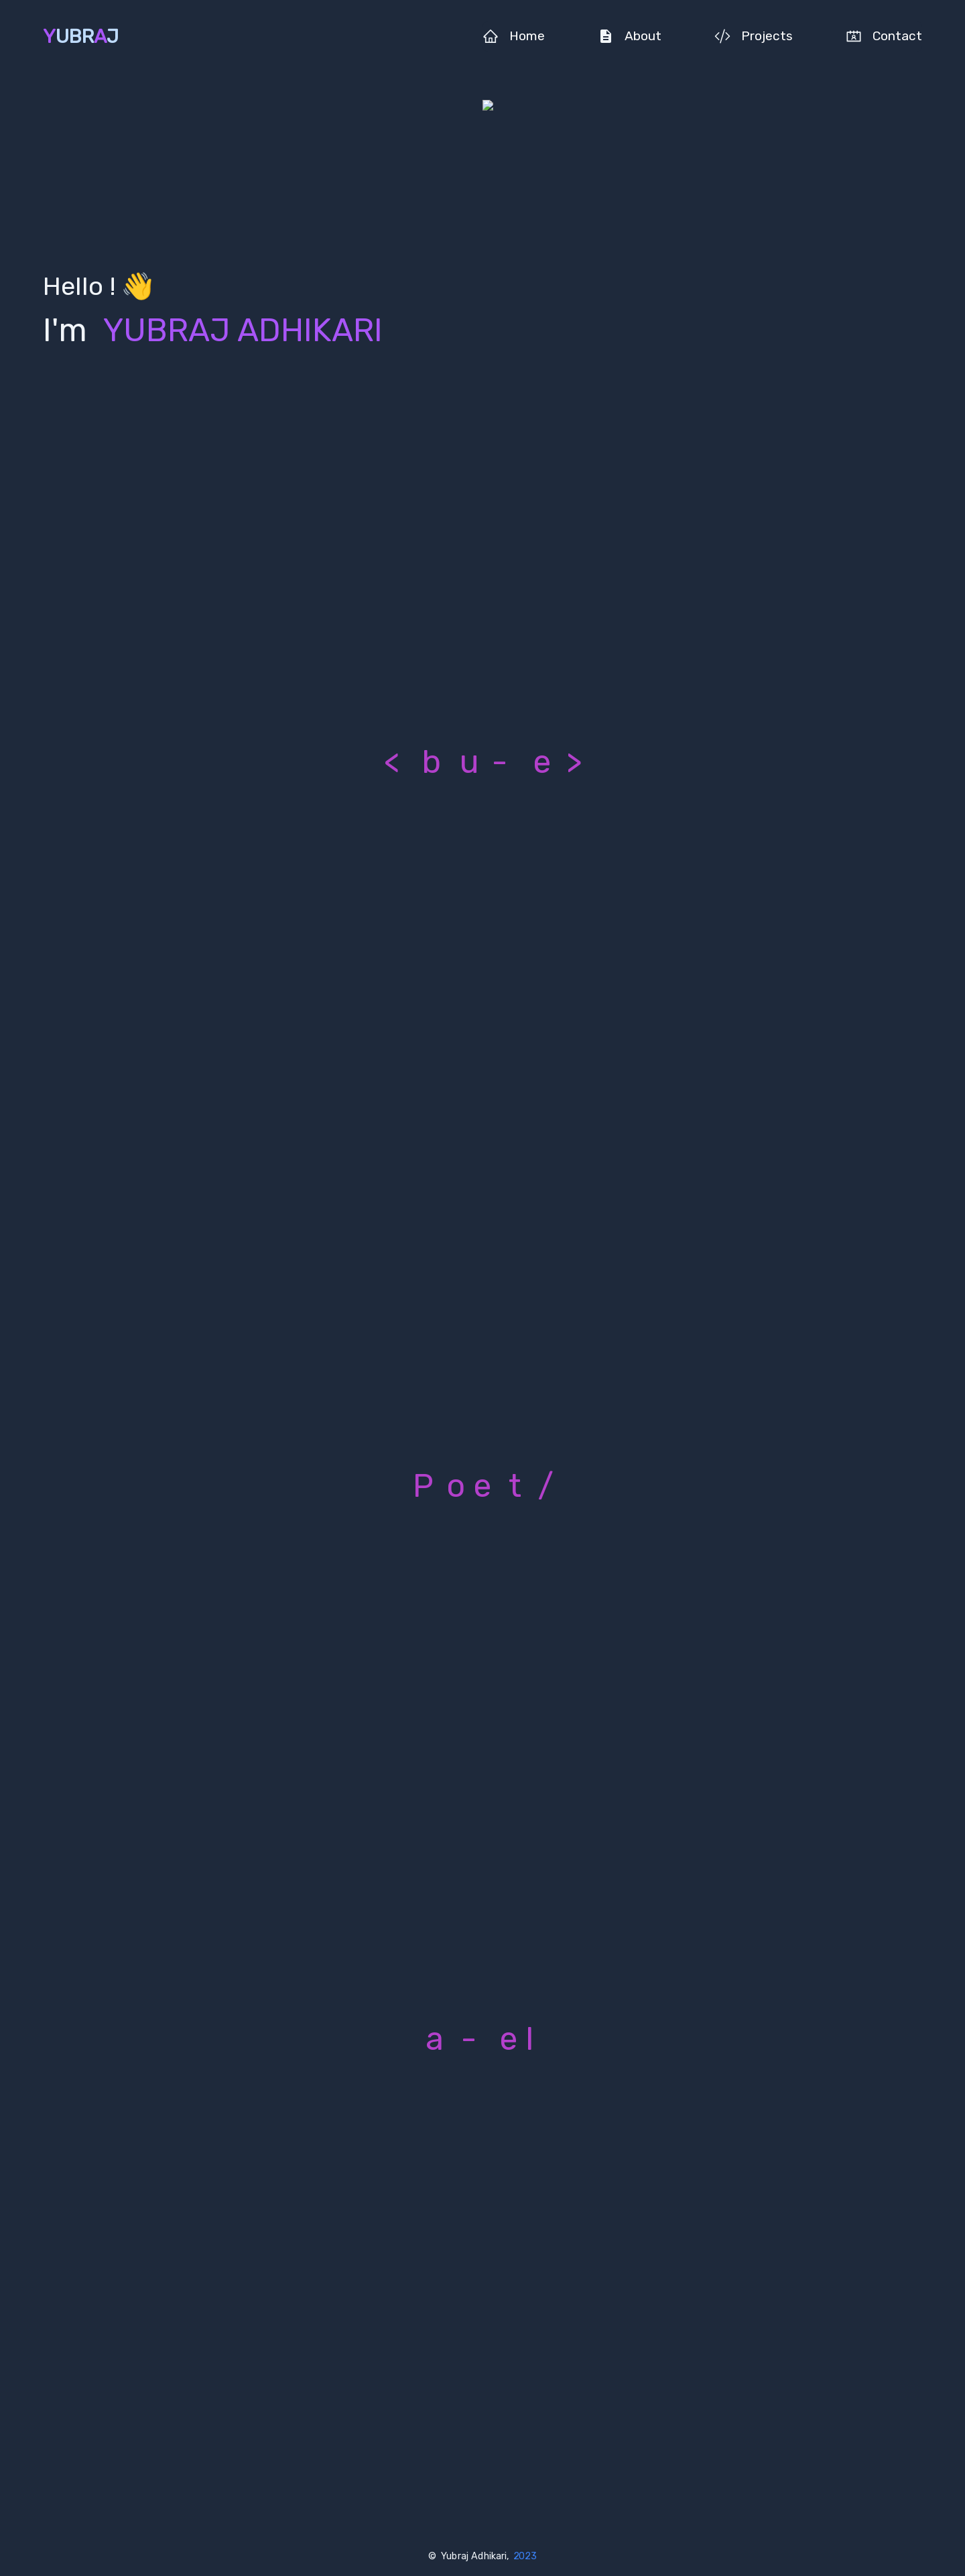 YUBRAJ
Home
About
Projects
Contact
Hello ! 👋
I'm YUBRAJ ADHIKARI
< b u - e >
P o e t /
a - e l
© Yubraj Adhikari, 2023